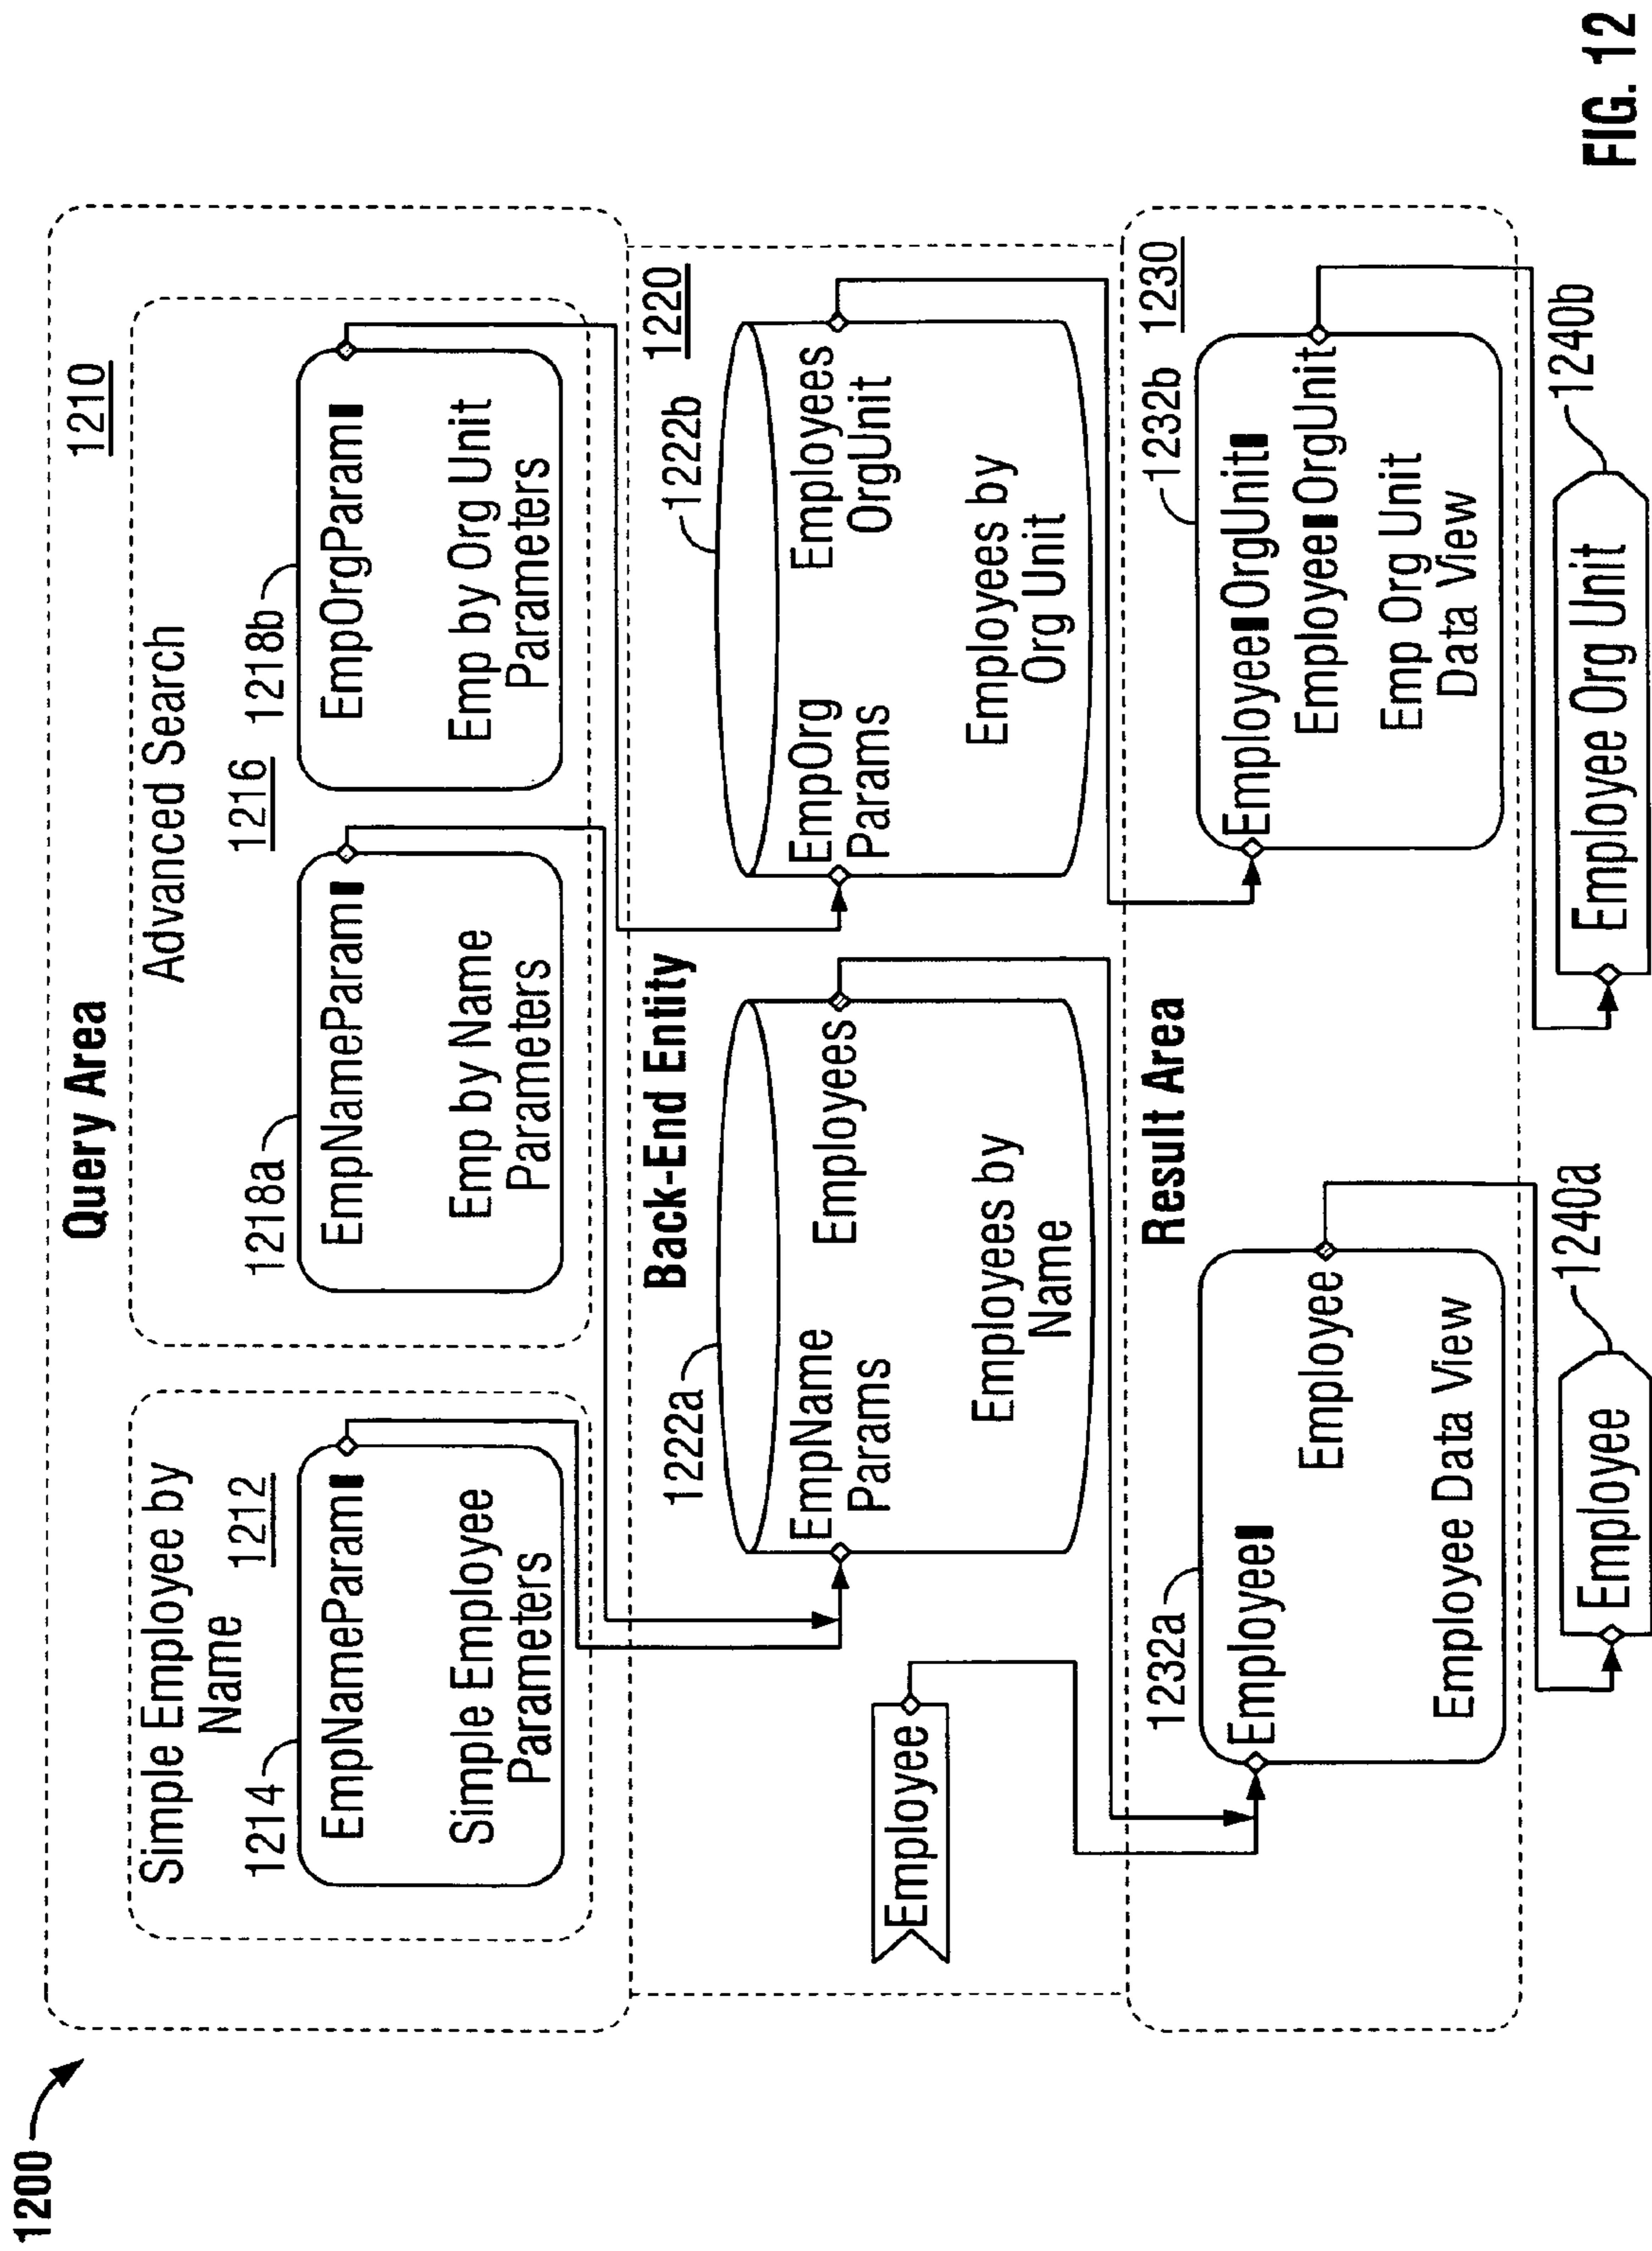 1200
Query Area
1210
Simple Employee by
Name
1212
1214
EmpNameParam
Simple Employee
Parameters
Advanced Search
1216
1218a
EmpNameParam
Emp by Name
Parameters
1218b
EmpOrgParam
Emp by Org Unit
Parameters
Back-End Entity
1220
Employee
1222a
EmpName
Params
Employees
Employees by
Name
1222b
EmpOrg
Params
Employees
OrgUnit
Employees by
Org Unit
Result Area
1230
1232a
Employee
Employee
Employee Data View
1232b
Employee OrgUnit
Employee OrgUnit
Emp Org Unit
Data View
1240a
Employee
1240b
Employee Org Unit
FIG. 12